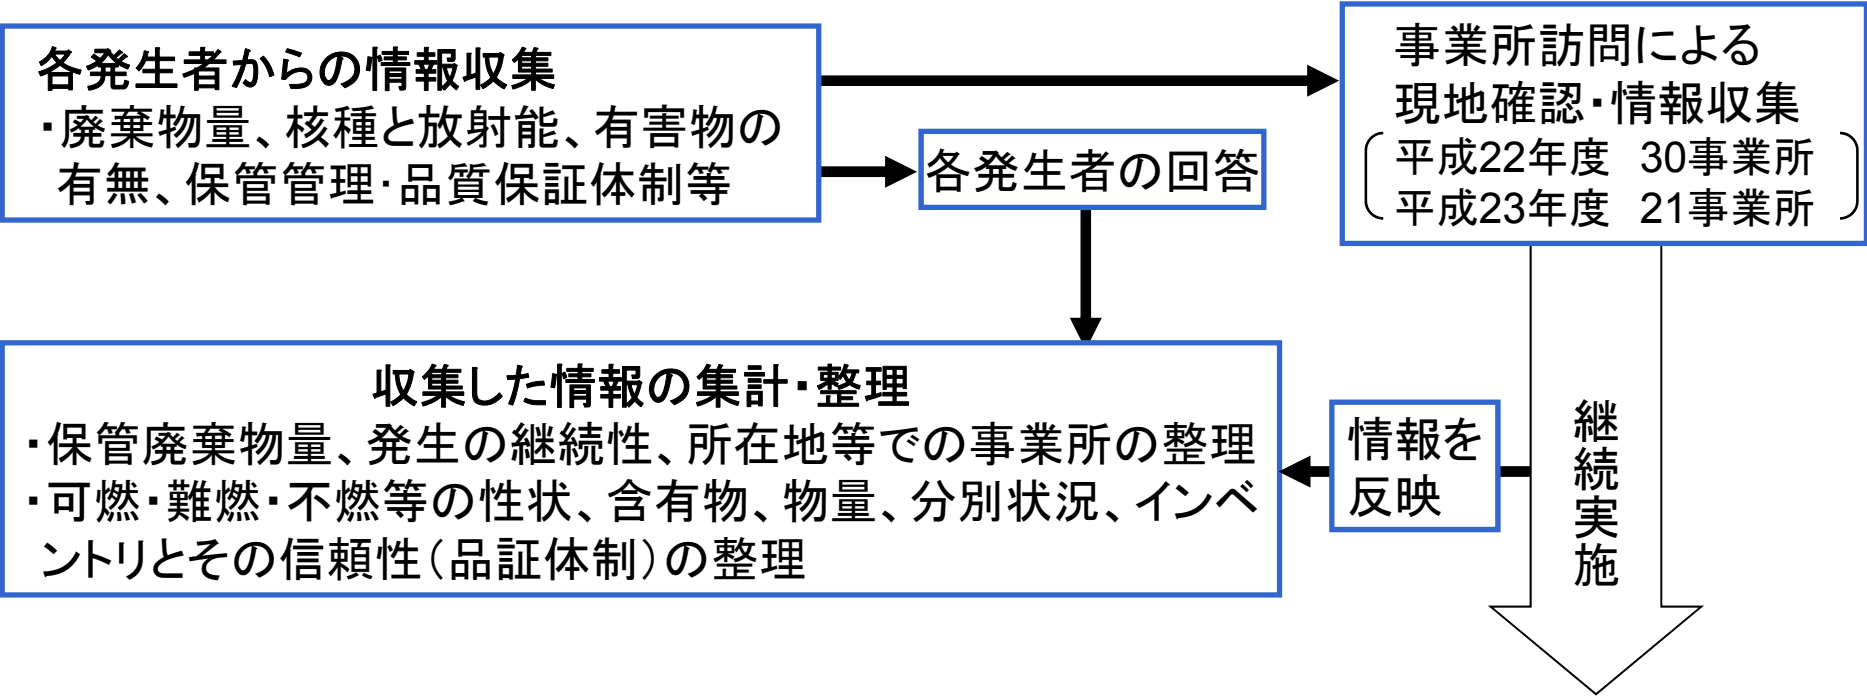 各発生者からの情報収集
・廃棄物量、核種と放射能、有害物の
有無、保管管理・品質保証体制等
各発生者の回答
事業所訪問による
現地確認・情報収集
平成22年度 30事業所
平成23年度 21事業所
収集した情報の集計・整理
・保管廃棄物量、発生の継続性、所在地等での事業所の整理
・可燃・難燃・不燃等の性状、含有物、物量、分別状況、インベ
ントリとその信頼性(品証体制)の整理
情報を
反映
継続実施